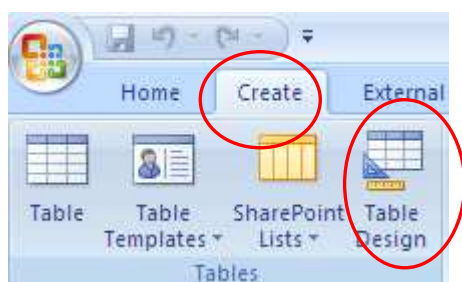 Home Create External
Table Table SharePoint Table
Templates Lists Design
Tables